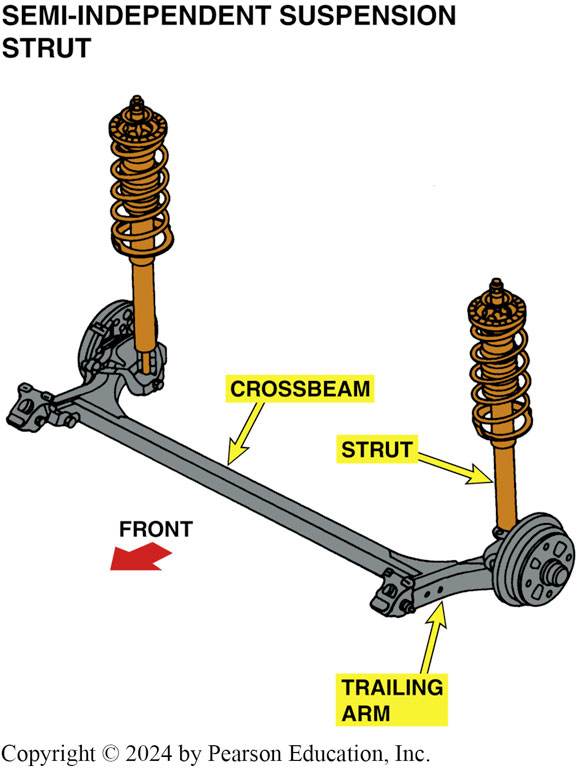 SEMI-INDEPENDENT SUSPENSION
STRUT
CROSSBEAM
STRUT
FRONT
TRAILING
ARM
Copyright © 2024 by Pearson Education, Inc.